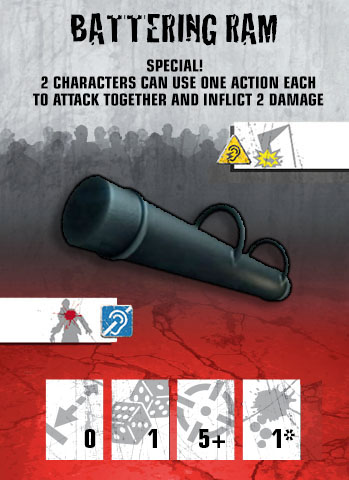 BATTERING RAM
SPECIAL!
2 CHARACTERS CAN USE ONE ACTION EACH
TO ATTACK TOGETHER AND INFLICT 2 DAMAGE
0 1 5+ 1*